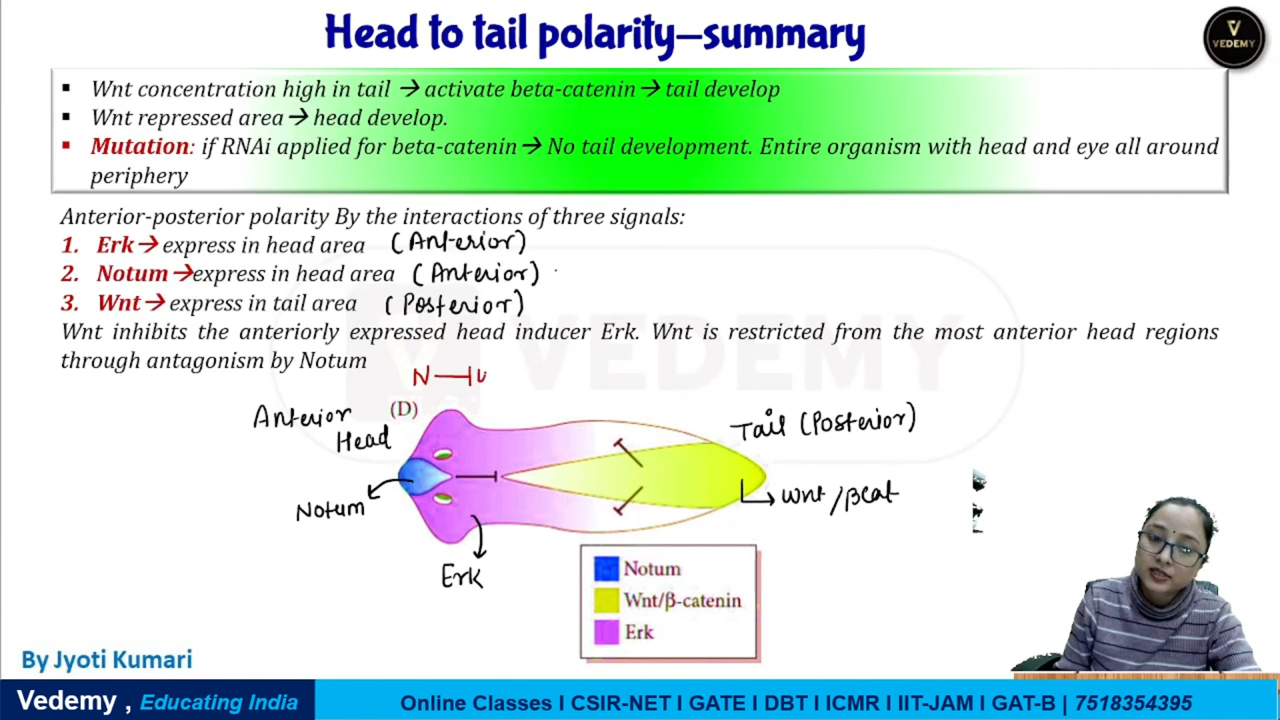 Head to tail polarity—summary
VEDEMY
▪ Wnt concentration high in tail → activate beta-catenin→ tail develop
▪ Wnt repressed area→ head develop.
▪ Mutation: if RNAi applied for beta-catenin→ No tail development. Entire organism with head and eye all around
periphery
Anterior-posterior polarity By the interactions of three signals:
1. Erk→ express in head area (Anterior)
2. Notum→express in head area (Anterior)
3. Wnt→ express in tail area (Posterior)
Wnt inhibits the anteriorly expressed head inducer Erk. Wnt is restricted from the most anterior head regions
through antagonism by Notum
VEDEMY
N
Anterior
Head
(D)
Tail (Posterior)
Notum
Wnt/βcat
Erk
Notum
Wnt/β-catenin
Erk
By Jyoti Kumari
Vedemy , Educating India
Online Classes I CSIR-NET I GATE I DBT I ICMR I IIT-JAM I GAT-B | 7518354395